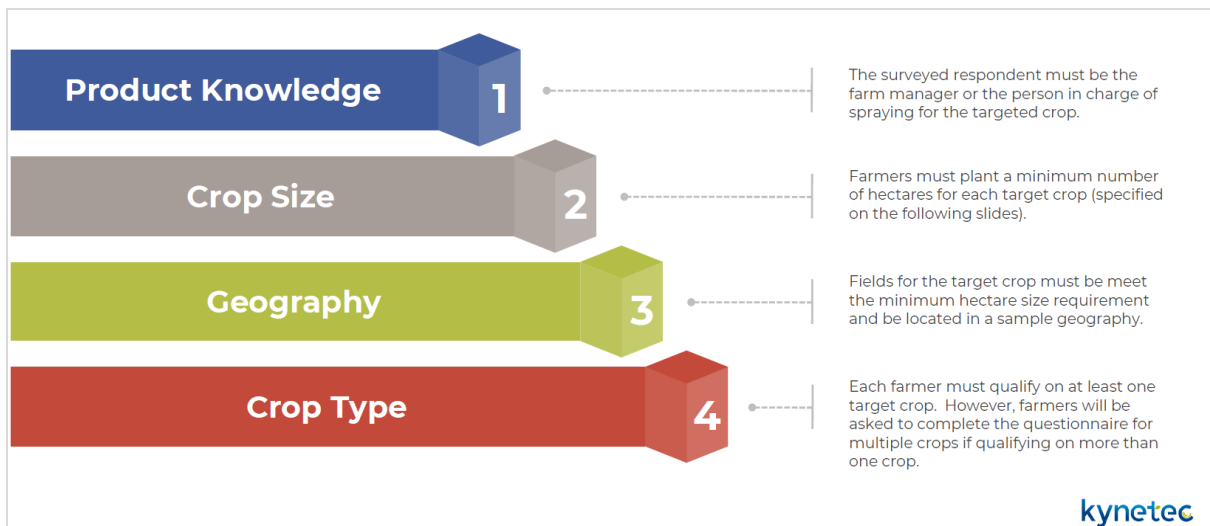 Product Knowledge
1
The surveyed respondent must be the
farm manager or the person in charge of
spraying for the targeted crop.
Crop Size
2
Farmers must plant a minimum number
of hectares for each target crop (specified
on the following slides).
Geography
3
Fields for the target crop must be meet
the minimum hectare size requirement
and be located in a sample geography.
Crop Type
4
Each farmer must qualify on at least one
target crop.  However, farmers will be
asked to complete the questionnaire for
multiple crops if qualifying on more than
one crop.
kynetec